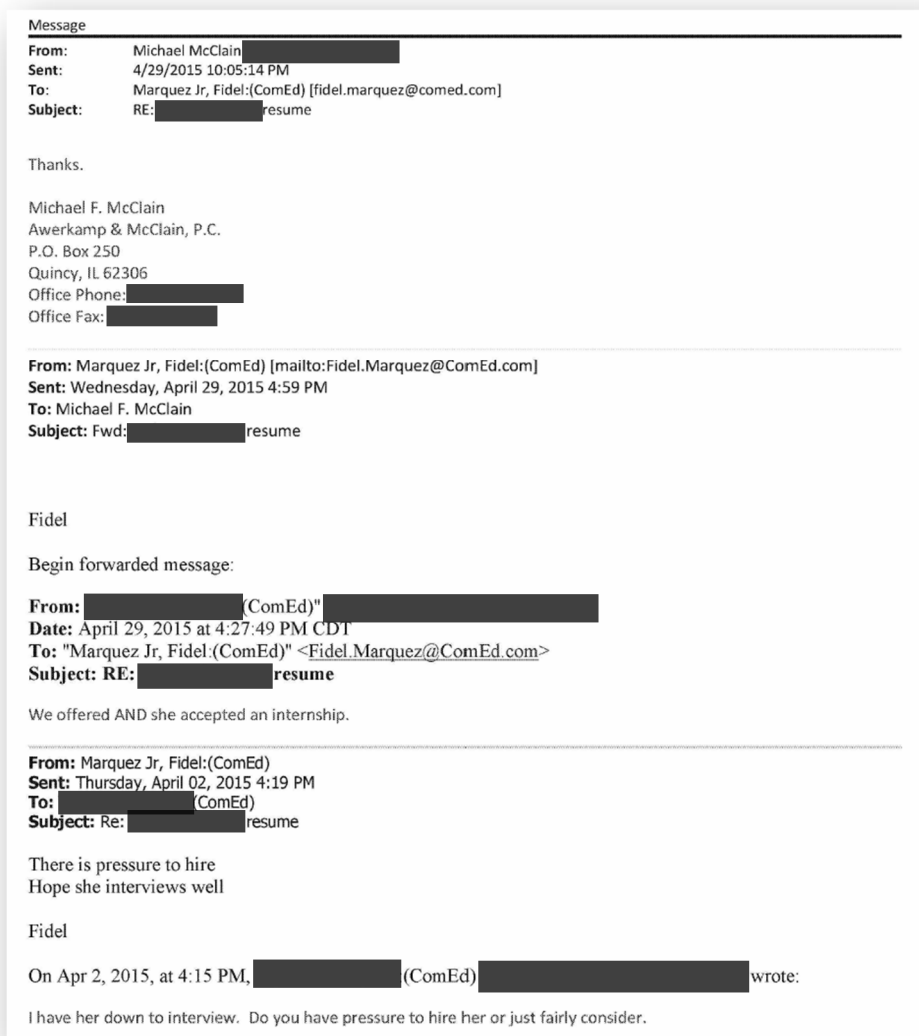 Message
From: Michael McClain
Sent: 4/29/2015 10:05:14 PM
To: Marquez Jr, Fidel:(ComEd) [fidel.marquez@comed.com]
Subject: RE: resume
Thanks.
Michael F. McClain
Awerkamp & McClain, P.C.
P.O. Box 250
Quincy, IL 62306
Office Phone:
Office Fax:
From: Marquez Jr, Fidel:(ComEd) [mailto:Fidel.Marquez@ComEd.com]
Sent: Wednesday, April 29, 2015 4:59 PM
To: Michael F. McClain
Subject: Fwd: resume
Fidel
Begin forwarded message:
From: (ComEd)"
Date: April 29, 2015 at 4:27:49 PM CDT
To: "Marquez Jr, Fidel:(ComEd)" <Fidel.Marquez@ComEd.com>
Subject: RE: resume
We offered AND she accepted an internship.
From: Marquez Jr, Fidel:(ComEd)
Sent: Thursday, April 02, 2015 4:19 PM
To: (ComEd)
Subject: Re: resume
There is pressure to hire
Hope she interviews well
Fidel
On Apr 2, 2015, at 4:15 PM, :(ComEd) wrote:
I have her down to interview. Do you have pressure to hire her or just fairly consider.